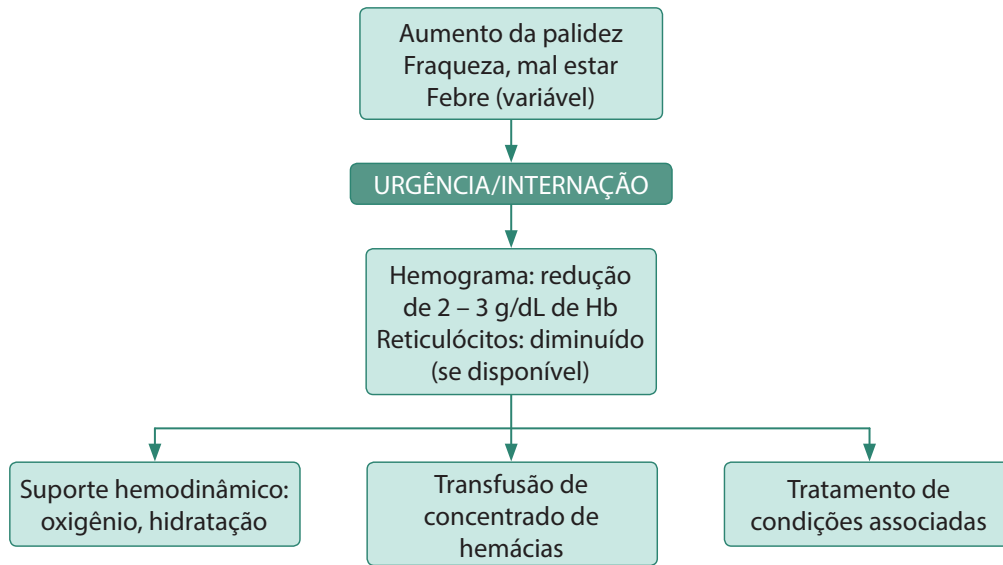 Aumento da palidez
Fraqueza, mal estar
Febre (variável)
URGÊNCIA/INTERNAÇÃO
Hemograma: redução
de 2 – 3 g/dL de Hb
Reticulócitos: diminuído
(se disponível)
Suporte hemodinâmico:
oxigênio, hidratação
Transfusão de
concentrado de
hemácias
Tratamento de
condições associadas